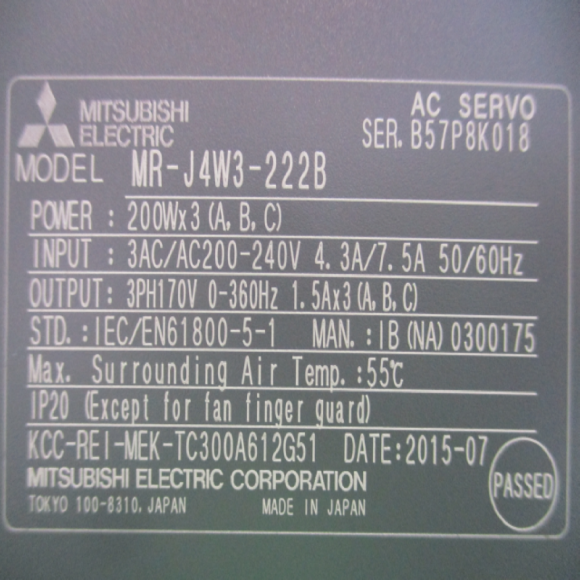 MITSUBISHI
ELECTRIC
AC SERVO
SER. B57P8K018
MODEL MR-J4W3-222B
POWER : 200Wx3 (A, B, C)
INPUT : 3AC/AC200-240V 4.3A/7.5A 50/60Hz
OUTPUT: 3PH170V 0-360Hz 1.5Ax3 (A, B, C)
STD. : IEC/EN61800-5-1 MAN. : IB (NA) 0300175
Max. Surrounding Air Temp. :55℃
IP20 (Except for fan finger guard)
KCC-REI-MEK-TC300A612G51 DATE:2015-07
MITSUBISHI ELECTRIC CORPORATION
TOKYO 100-8310, JAPAN MADE IN JAPAN
PASSED